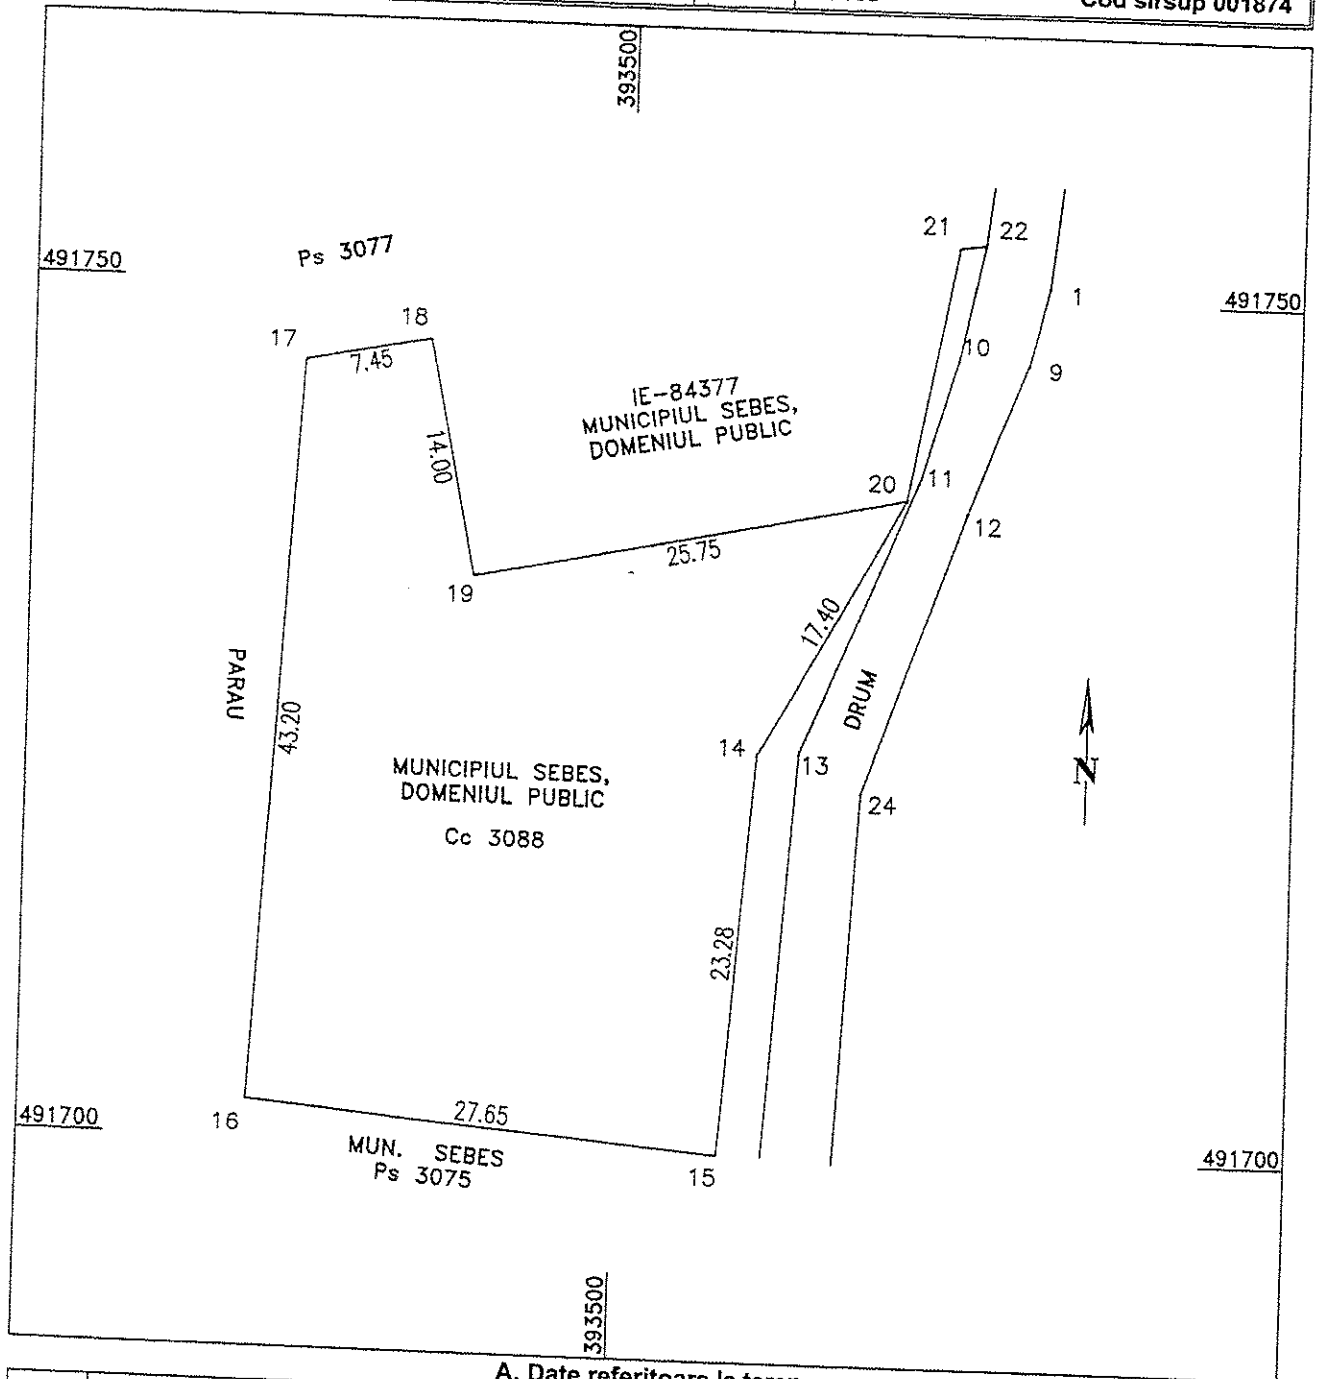 Cod sirsup 001874
393500
21
22
491750
Ps 3077
1
491750
18
17
7.45
10
9
IE-84377
MUNICIPIUL SEBES,
DOMENIUL PUBLIC
14.00
20
11
12
25.75
19
17.40
PARAU
DRUM
43.20
14
13
N
MUNICIPIUL SEBES,
DOMENIUL PUBLIC
24
Cc 3088
23.28
491700
16
27.65
MUN. SEBES
Ps 3075
15
491700
393500
A. Date referitoare la teren